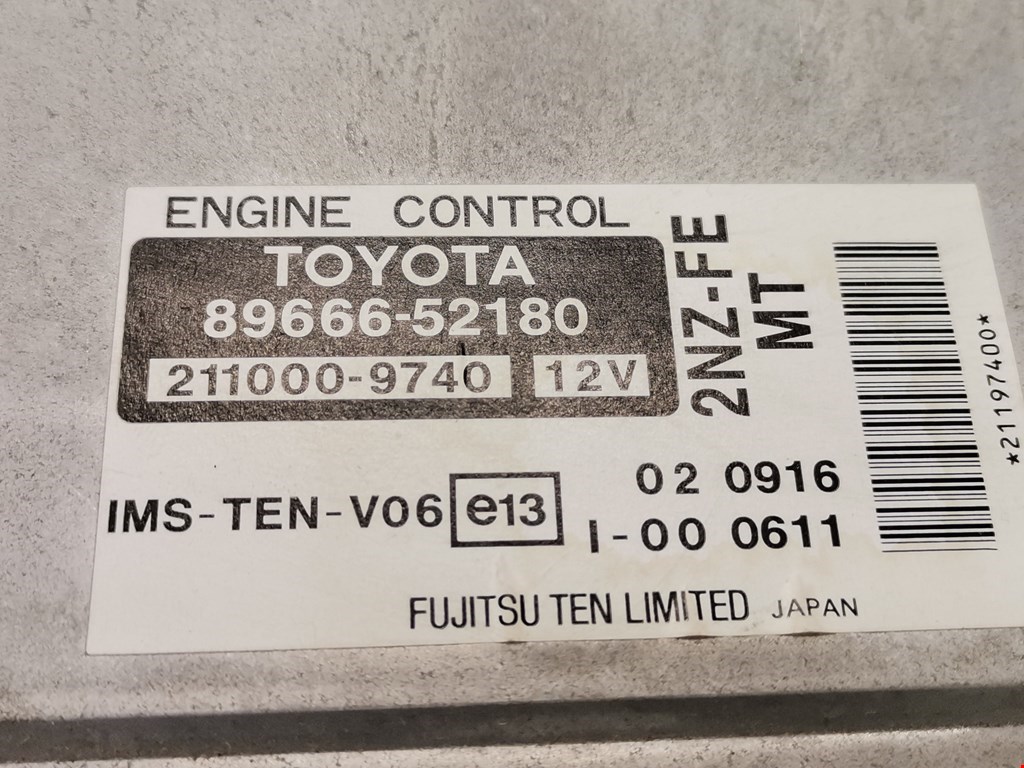 ENGINE CONTROL
TOYOTA
89666-52180
211000-9740 12V
2NZ-FE
MT
*21197400*
IMS-TEN-V06 e13
02 0916
I-00 0611
FUJITSU TEN LIMITED JAPAN